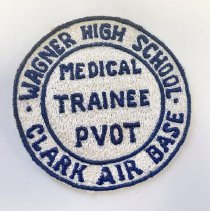 · WAGNER HIGH SCHOOL ·
MEDICAL
TRAINEE
PVOT
CLARK AIR BASE